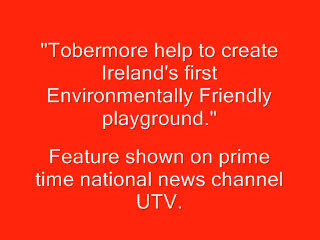 "Tobermore help to create
Ireland's first
Environmentally Friendly
playground."
Feature shown on prime
time national news channel
UTV.